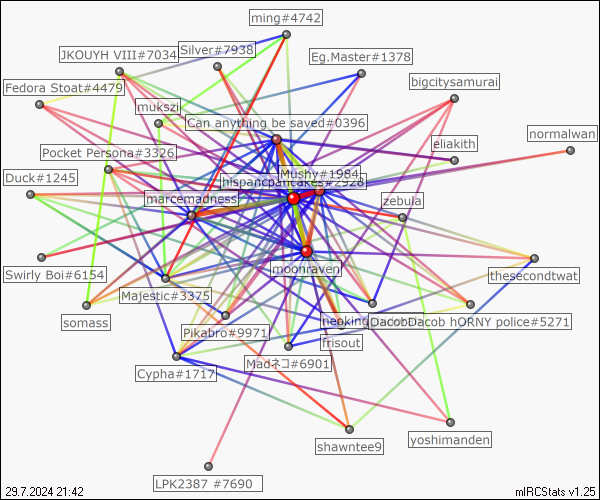 ming#4742
Silver#7938
JKOUYH VIII#7034
Eg.Master#1378
Fedora Stoat#4479
bigcitysamurai
mukszi
Can anything be saved#0396
normalwan
eliakith
Pocket Persona#3326
Mushy#1984
Duck#1245
hispanicpancakes#2928
marcemadness
zebula
moonraven
Swirly Boi#6154
thesecondtwat
Majestic#3375
somass
Pikabro#9971
neoking
DacobDacob hORNY police#5271
frisout
Madネコ#6901
Cypha#1717
shawntee9
yoshimanden
LPK2387 #7690
29.7.2024 21:42
mIRCStats v1.25